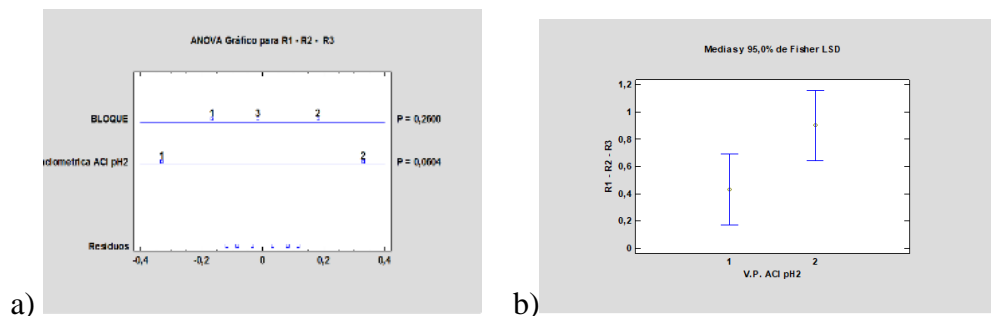 ANOVA Gráfico para R1 - R2 - R3
1 3 2
BLOQUE
P = 0,2600
1 2
ACI pH2
P = 0,0604
Residuos
-0,4 -0,2 0 0,2 0,4
a)
Medias y 95,0% de Fisher LSD
1,2
1
0,8
0,6
0,4
0,2
0
R1 - R2 - R3
1 2
V.P. ACI pH2
b)